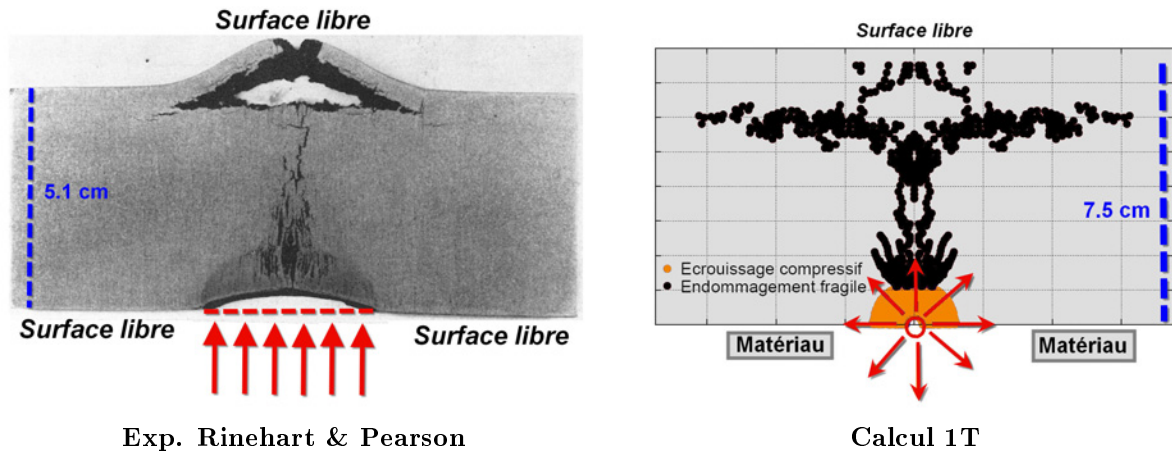 Surface libre
5.1 cm
Surface libre
Surface libre
Exp. Rinehart & Pearson
Surface libre
7.5 cm
Ecrouissage compressif
Endommagement fragile
Matériau
Matériau
Calcul 1T